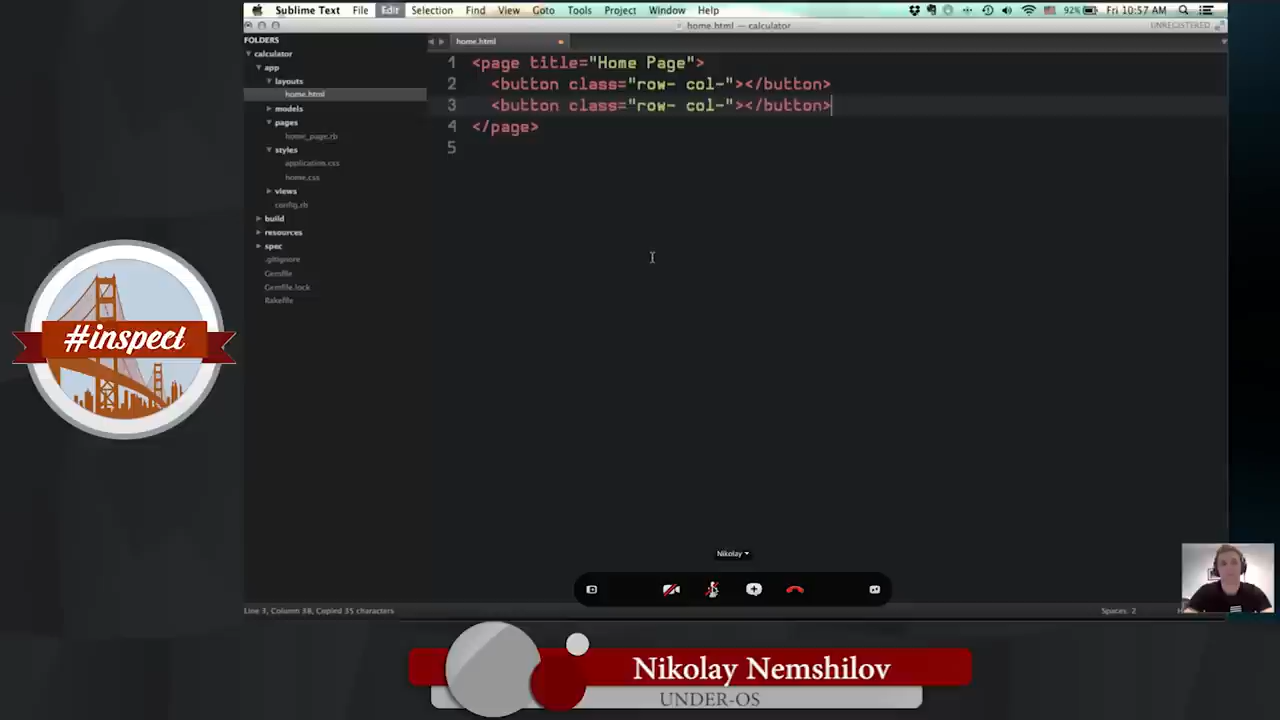 Sublime Text File Edit Selection Find View Goto Tools Project Window Help 92% Fri 10:57 AM
home.html — calculator UNREGISTERED
FOLDERS
calculator
app
layouts
home.html
models
pages
home_page.rb
styles
application.css
home.css
views
config.rb
build
resources
spec
.gitignore
Gemfile
Gemfile.lock
Rakefile
home.html
1 <page title="Home Page">
2 <button class="row- col-"></button>
3 <button class="row- col-"></button>
4 </page>
5
#inspect
Nikolay
Line 3, Column 38, Copied 35 characters
Spaces: 2
Nikolay Nemshilov
UNDER-OS